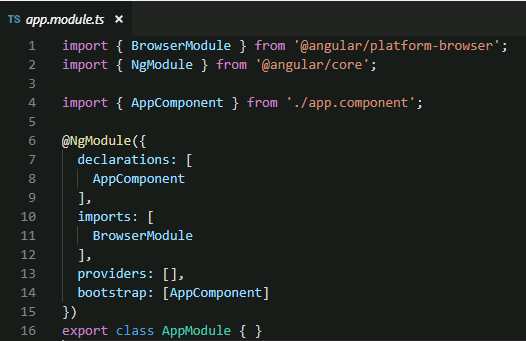 TS app.module.ts ×
1 import { BrowserModule } from '@angular/platform-browser';
2 import { NgModule } from '@angular/core';
3
4 import { AppComponent } from './app.component';
5
6 @NgModule({
7   declarations: [
8     AppComponent
9   ],
10   imports: [
11     BrowserModule
12   ],
13   providers: [],
14   bootstrap: [AppComponent]
15 })
16 export class AppModule { }